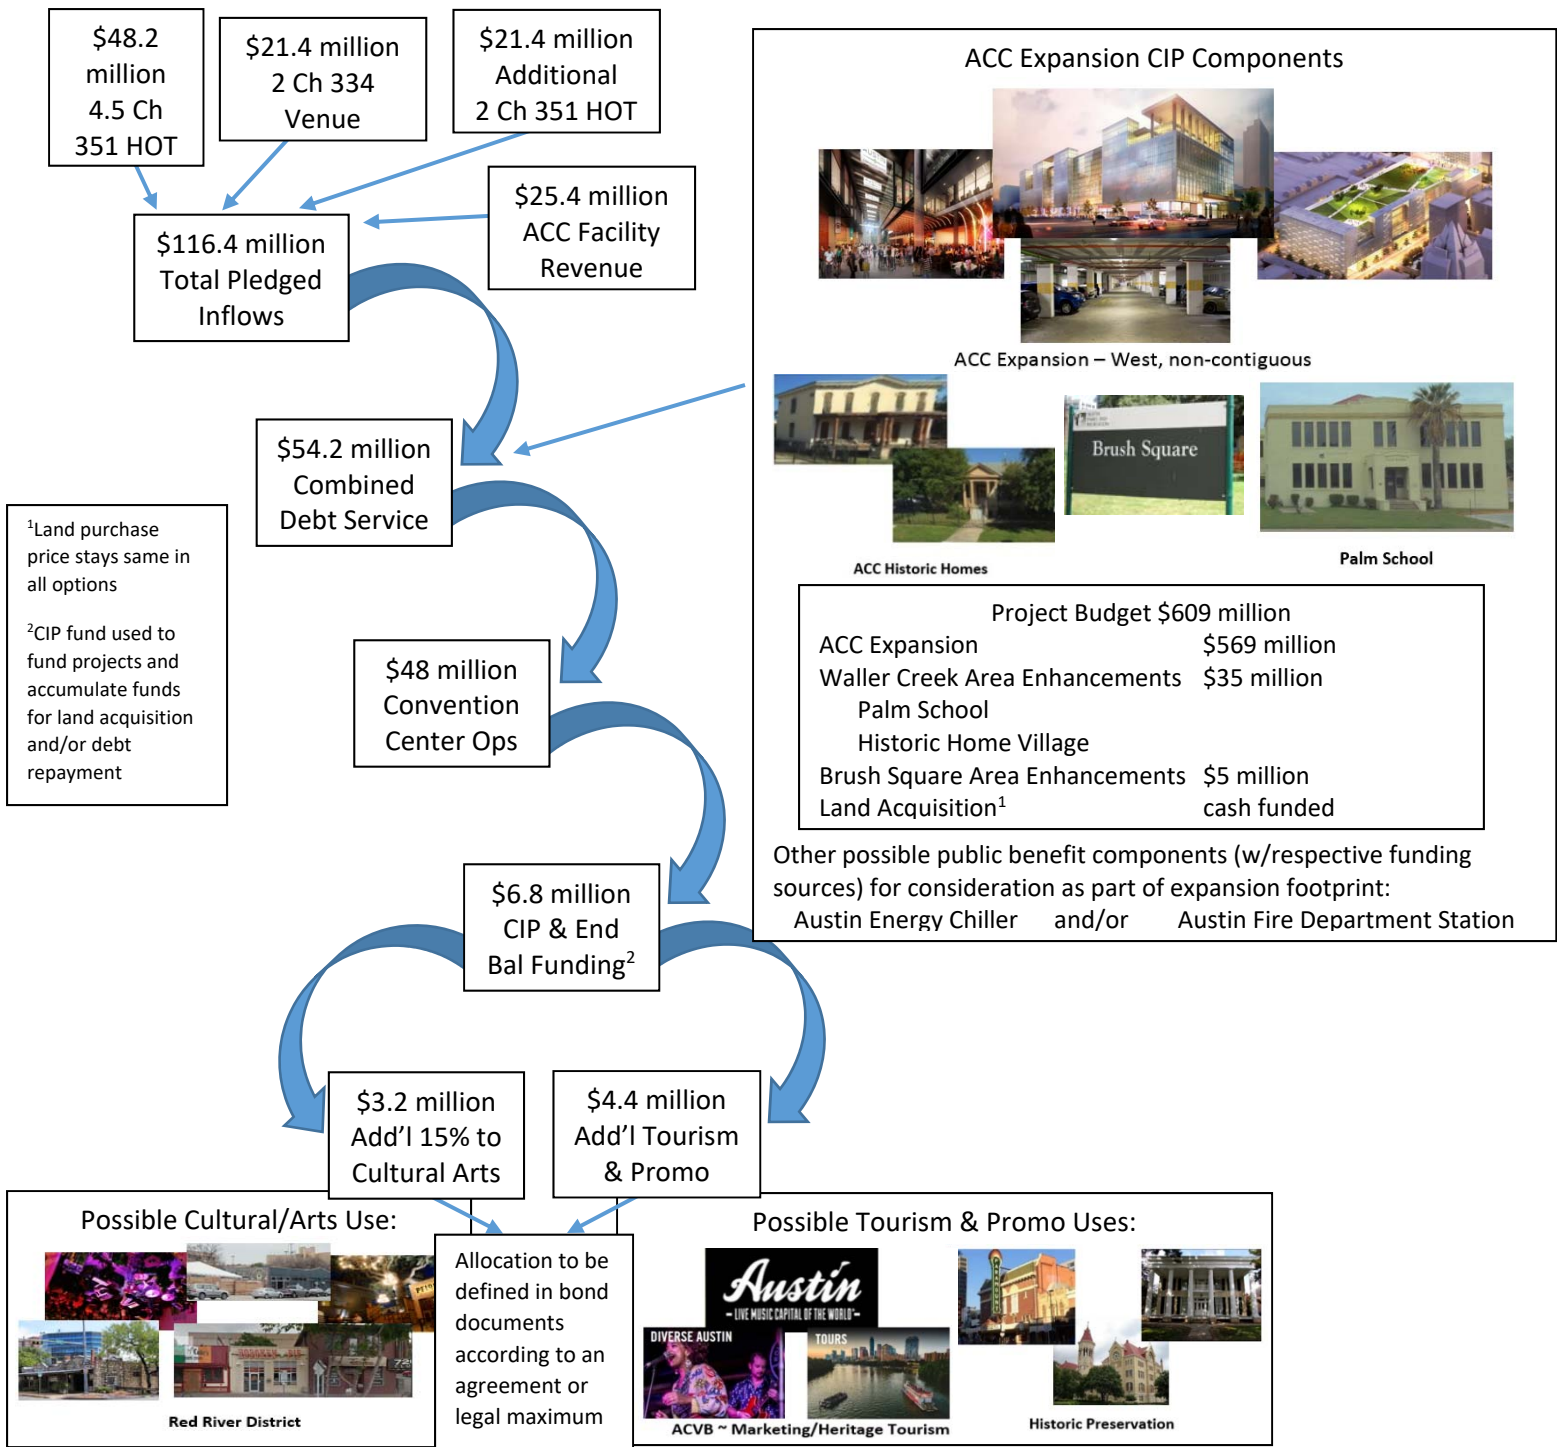 $48.2
million
4.5 Ch
351 HOT
$21.4 million
2 Ch 334
Venue
$21.4 million
Additional
2 Ch 351 HOT
$25.4 million
ACC Facility
Revenue
$116.4 million
Total Pledged
Inflows
$54.2 million
Combined
Debt Service
¹Land purchase
price stays same in
all options
²CIP fund used to
fund projects and
accumulate funds
for land acquisition
and/or debt
repayment
$48 million
Convention
Center Ops
$6.8 million
CIP & End
Bal Funding²
$3.2 million
Add'l 15% to
Cultural Arts
$4.4 million
Add'l Tourism
& Promo
ACC Expansion CIP Components
ACC Expansion – West, non-contiguous
Brush Square
ACC Historic Homes
Palm School
Project Budget $609 million
ACC Expansion $569 million
Waller Creek Area Enhancements $35 million
Palm School
Historic Home Village
Brush Square Area Enhancements $5 million
Land Acquisition¹ cash funded
Other possible public benefit components (w/respective funding
sources) for consideration as part of expansion footprint:
Austin Energy Chiller and/or Austin Fire Department Station
Possible Cultural/Arts Use:
Red River District
Allocation to be
defined in bond
documents
according to an
agreement or
legal maximum
Possible Tourism & Promo Uses:
Austin
LIVE MUSIC CAPITAL OF THE WORLD
DIVERSE AUSTIN
TOURS
PARAMOUNT
ACVB ~ Marketing/Heritage Tourism
Historic Preservation